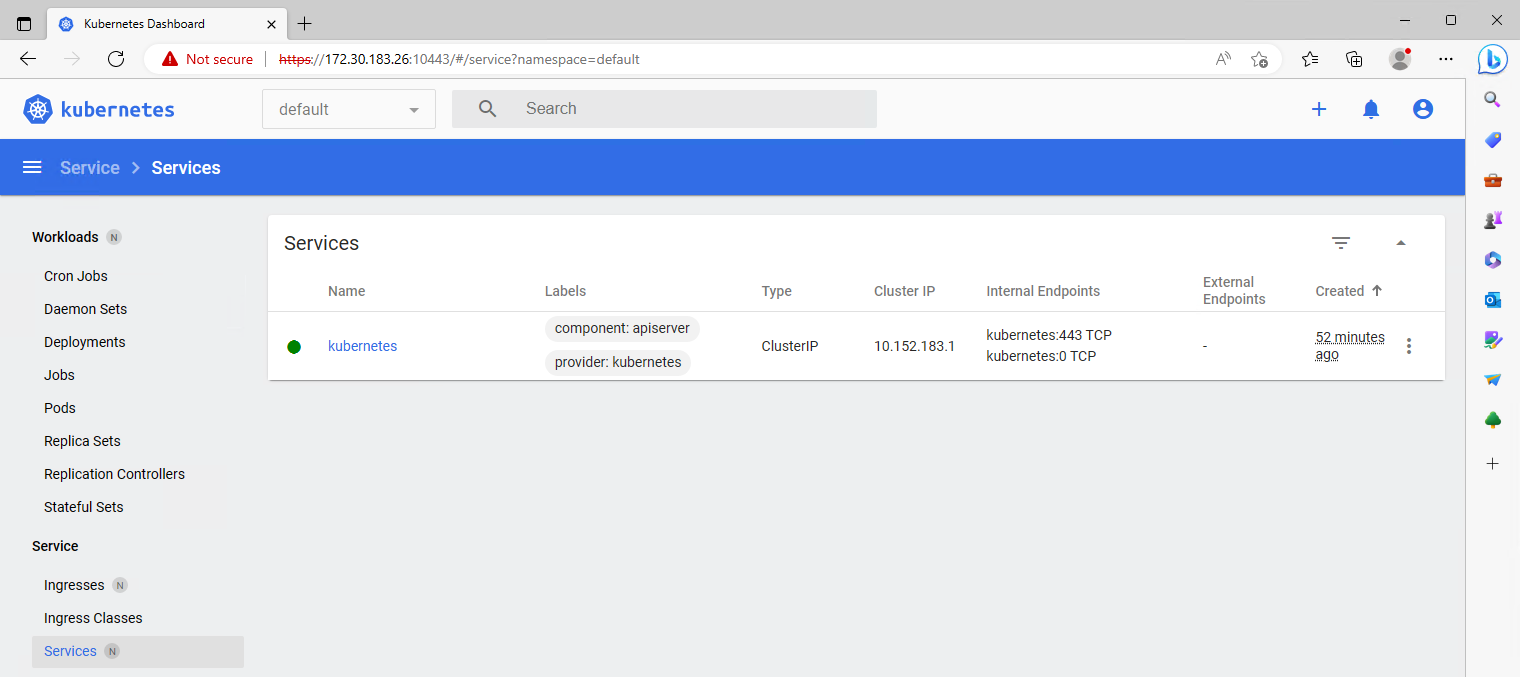 Kubernetes Dashboard
Not secure https://172.30.183.26:10443/#/service?namespace=default
kubernetes default Search
Service Services
Workloads N
Cron Jobs
Daemon Sets
Deployments
Jobs
Pods
Replica Sets
Replication Controllers
Stateful Sets
Service
Ingresses N
Ingress Classes
Services N
Services
Name Labels Type Cluster IP Internal Endpoints External Endpoints Created
kubernetes
component: apiserver
provider: kubernetes
ClusterIP
10.152.183.1
kubernetes:443 TCP
kubernetes:0 TCP
-
52 minutes
ago